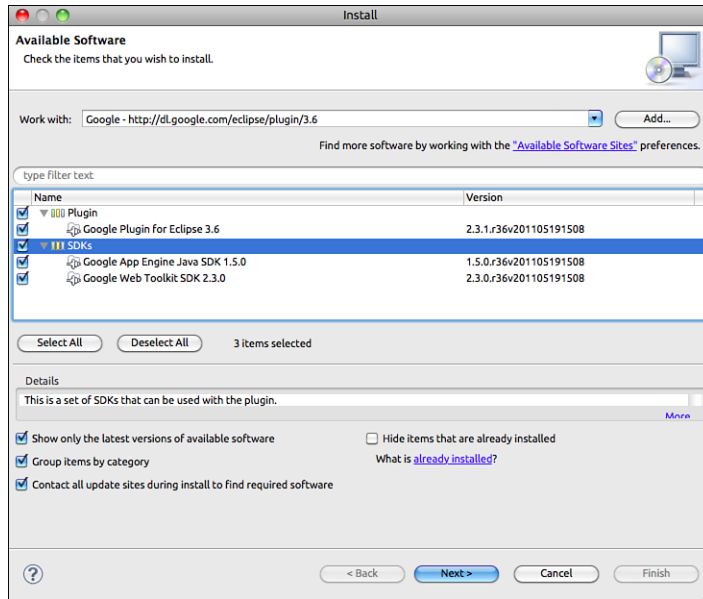 Install
Available Software
Check the items that you wish to install.
Work with: Google - http://dl.google.com/eclipse/plugin/3.6 Add...
Find more software by working with the "Available Software Sites" preferences.
type filter text
Name Version
Plugin
Google Plugin for Eclipse 3.6 2.3.1.r36v201105191508
SDKs
Google App Engine Java SDK 1.5.0 1.5.0.r36v201105191508
Google Web Toolkit SDK 2.3.0 2.3.0.r36v201105191508
Select All Deselect All 3 items selected
Details
This is a set of SDKs that can be used with the plugin.
More
Show only the latest versions of available software Hide items that are already installed
Group items by category What is already installed?
Contact all update sites during install to find required software
? < Back Next > Cancel Finish